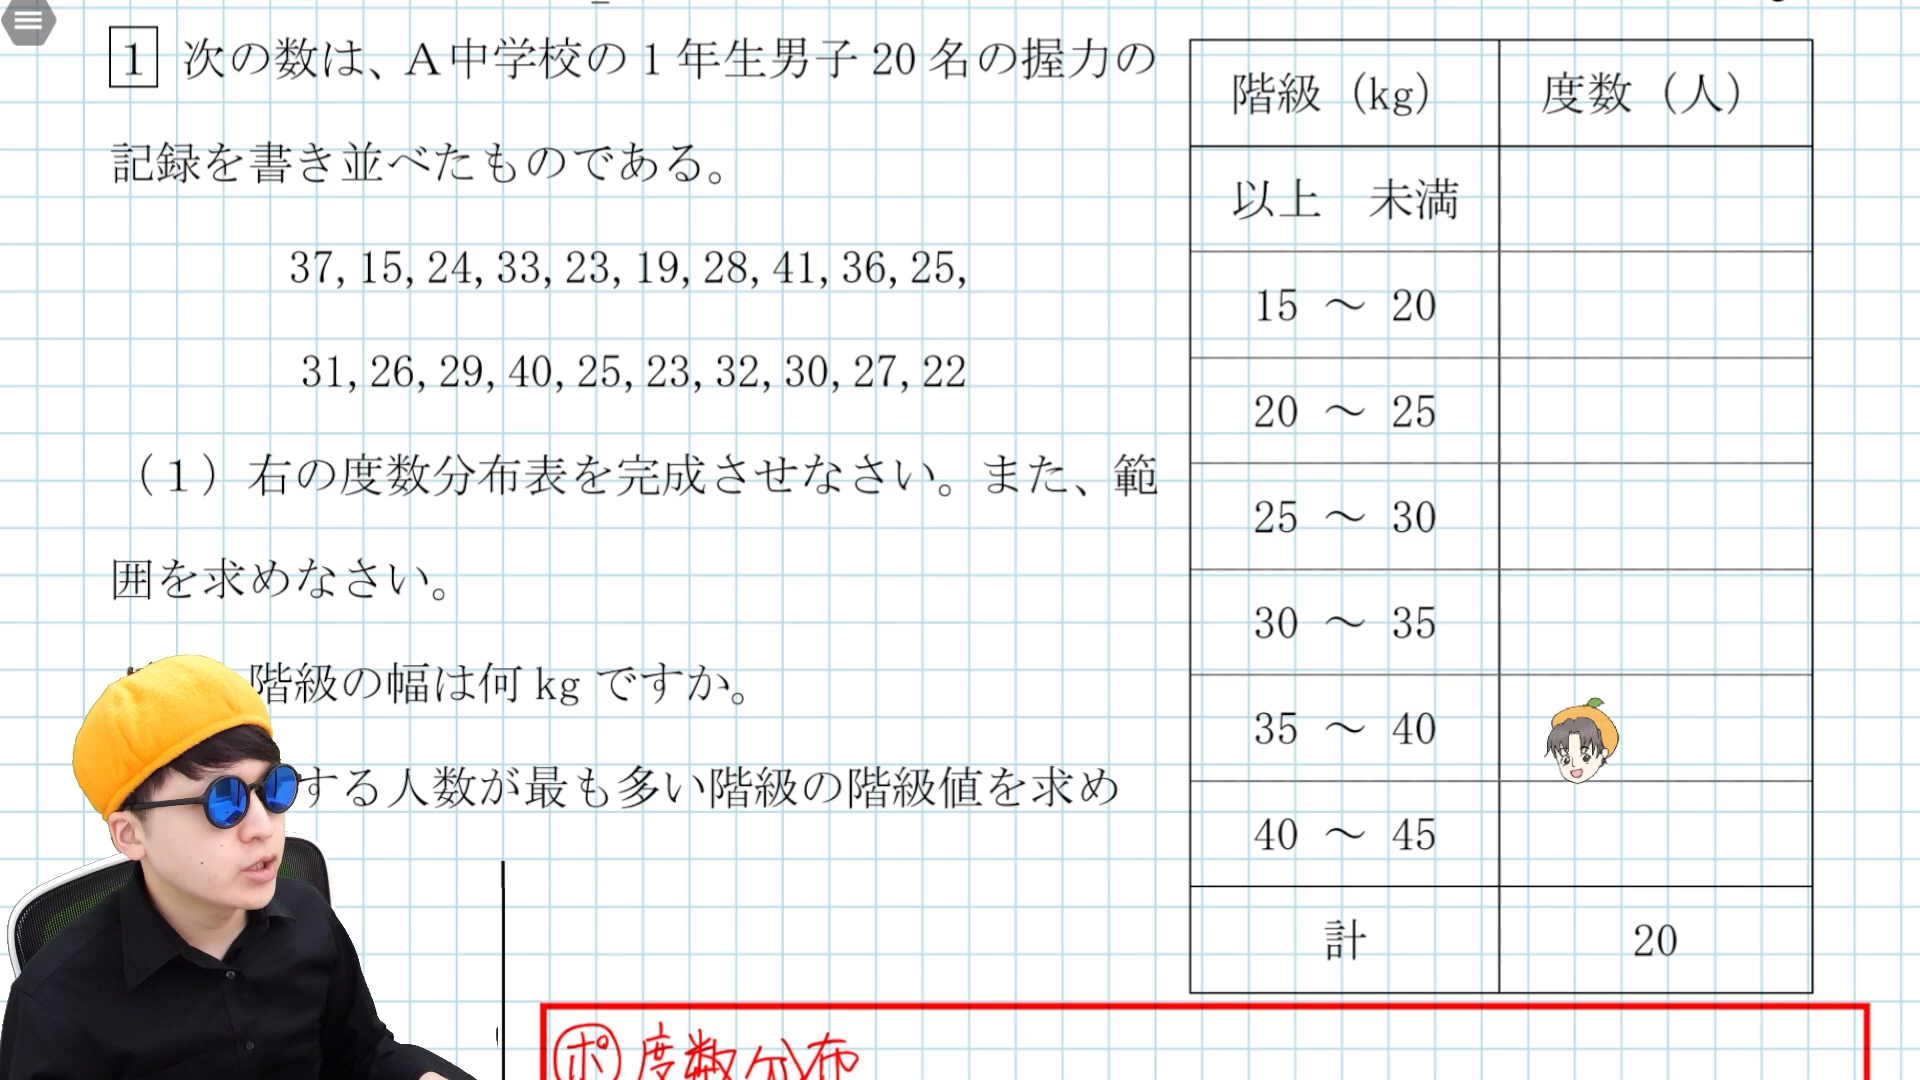 1 次の数は、A中学校の1年生男子20名の握力の
記録を書き並べたものである。
37, 15, 24, 33, 23, 19, 28, 41, 36, 25,
31, 26, 29, 40, 25, 23, 32, 30, 27, 22
（1）右の度数分布表を完成させなさい。また、範
囲を求めなさい。
階級の幅は何kgですか。
する人数が最も多い階級の階級値を求め
階級（kg） 度数（人）
以上 未満
15 ～ 20
20 ～ 25
25 ～ 30
30 ～ 35
35 ～ 40
40 ～ 45
計 20
ポ 度数分布